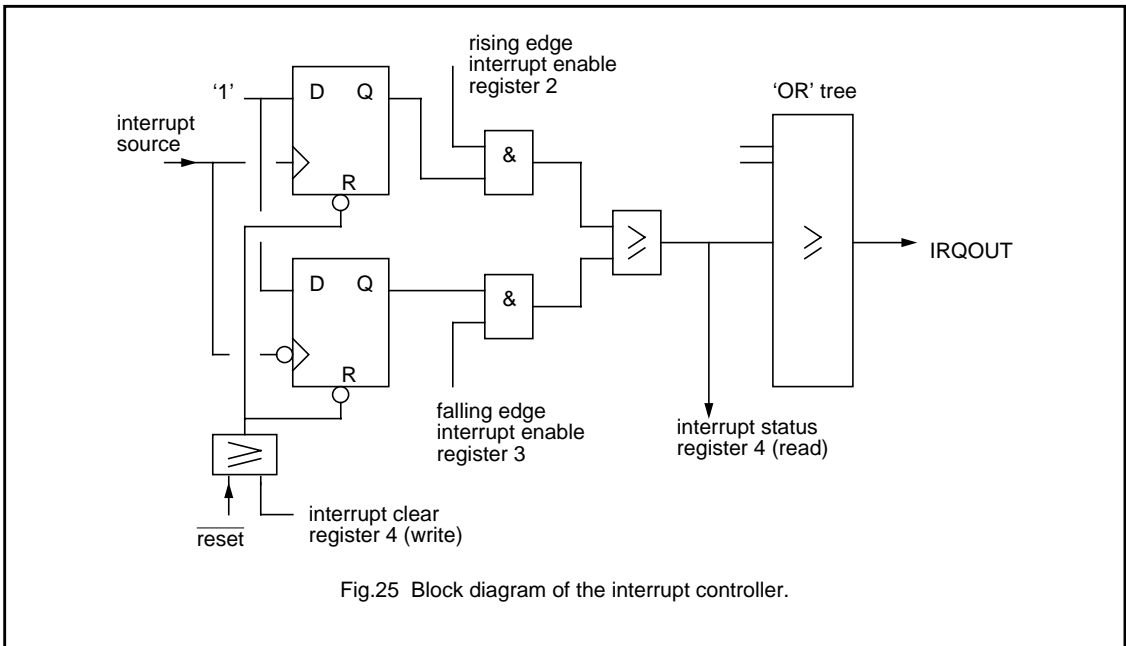 rising edge
interrupt enable
register 2
'1'
D Q
'OR' tree
interrupt
source
&
R
≥
≥
IRQOUT
D Q
&
R
falling edge
interrupt enable
register 3
interrupt status
register 4 (read)
≥
interrupt clear
register 4 (write)
reset
Fig.25 Block diagram of the interrupt controller.